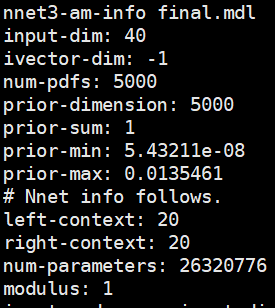 nnet3-am-info final.mdl
input-dim: 40
ivector-dim: -1
num-pdfs: 5000
prior-dimension: 5000
prior-sum: 1
prior-min: 5.43211e-08
prior-max: 0.0135461
# Nnet info follows.
left-context: 20
right-context: 20
num-parameters: 26320776
modulus: 1